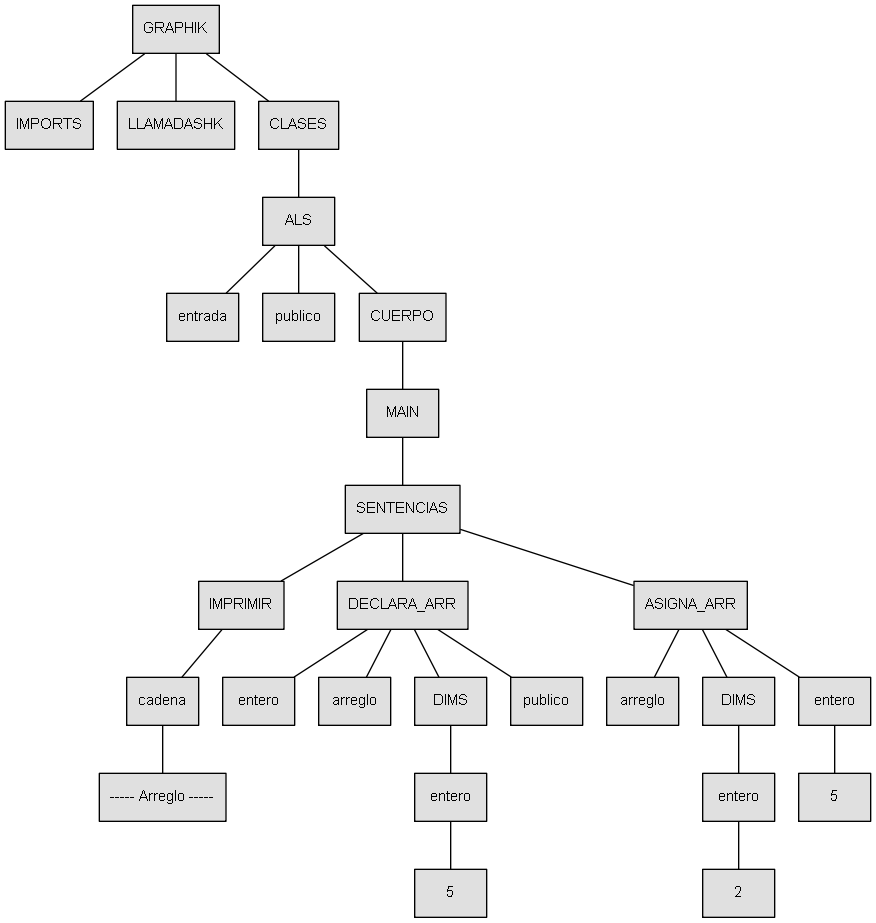 GRAPHIK
IMPORTS
LLAMADASHK
CLASES
ALS
entrada
publico
CUERPO
MAIN
SENTENCIAS
IMPRIMIR
DECLARA_ARR
ASIGNA_ARR
cadena
entero
arreglo
DIMS
publico
arreglo
DIMS
entero
----- Arreglo -----
entero
entero
5
5
2